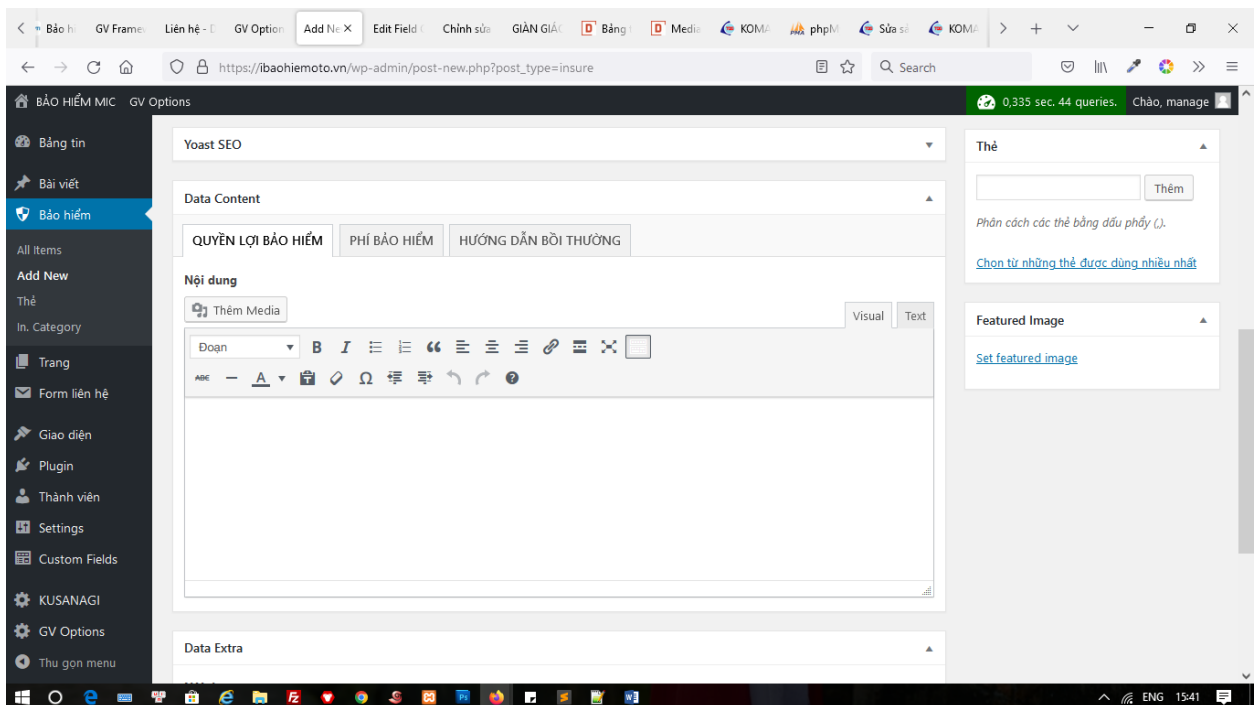 Bảo h GV Framew Liên hệ - D GV Option Add Ne Edit Field ( Chỉnh sửa GIÀN GIÁO Bảng Media KOMA phpM Sửa sả KOMA
https://ibaohiemoto.vn/wp-admin/post-new.php?post_type=insure Search
BẢO HIỂM MIC GV Options 0,335 sec. 44 queries. Chào, manage
Bảng tin
Bài viết
Bảo hiểm
All Items
Add New
Thẻ
In. Category
Trang
Form liên hệ
Giao diện
Plugin
Thành viên
Settings
Custom Fields
KUSANAGI
GV Options
Thu gọn menu
Yoast SEO
Data Content
QUYỀN LỢI BẢO HIỂM PHÍ BẢO HIỂM HƯỚNG DẪN BỒI THƯỜNG
Nội dung
Thêm Media
Visual Text
Đoạn B I
ABE A Ω
Data Extra
Thẻ
Thêm
Phân cách các thẻ bằng dấu phẩy (,).
Chọn từ những thẻ được dùng nhiều nhất
Featured Image
Set featured image
ENG 15:41